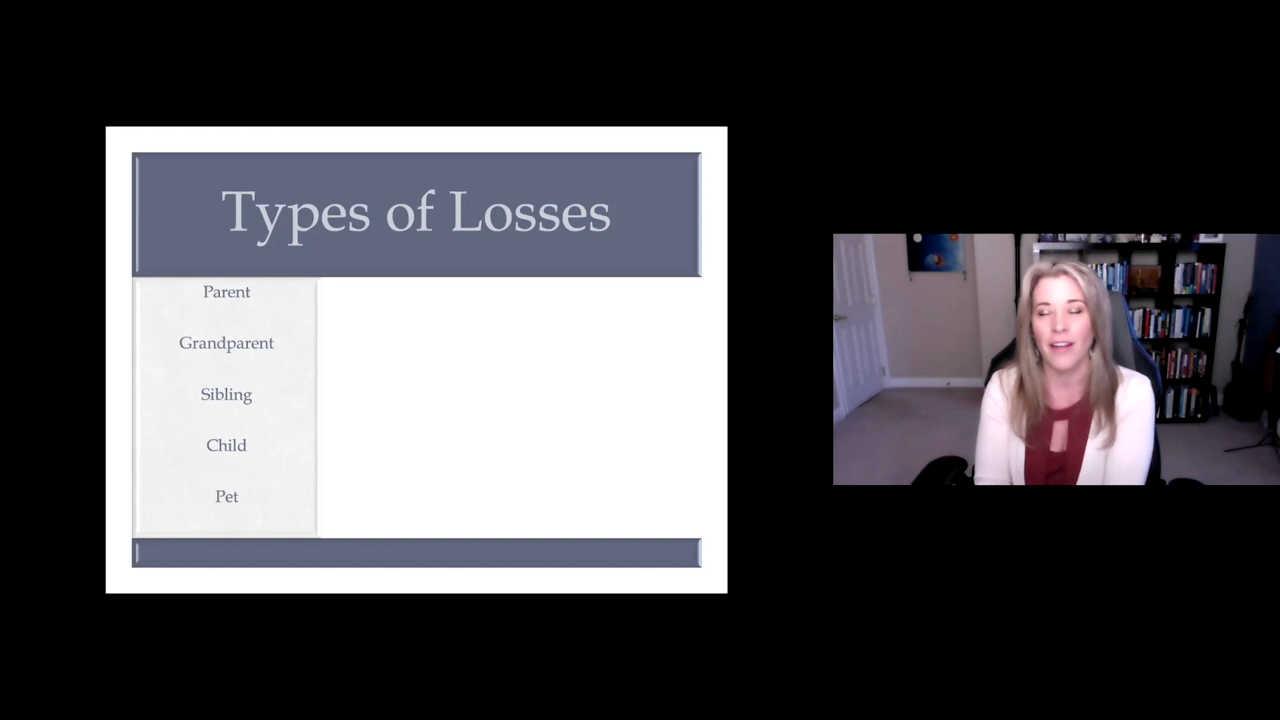 Types of Losses
Parent
Grandparent
Sibling
Child
Pet